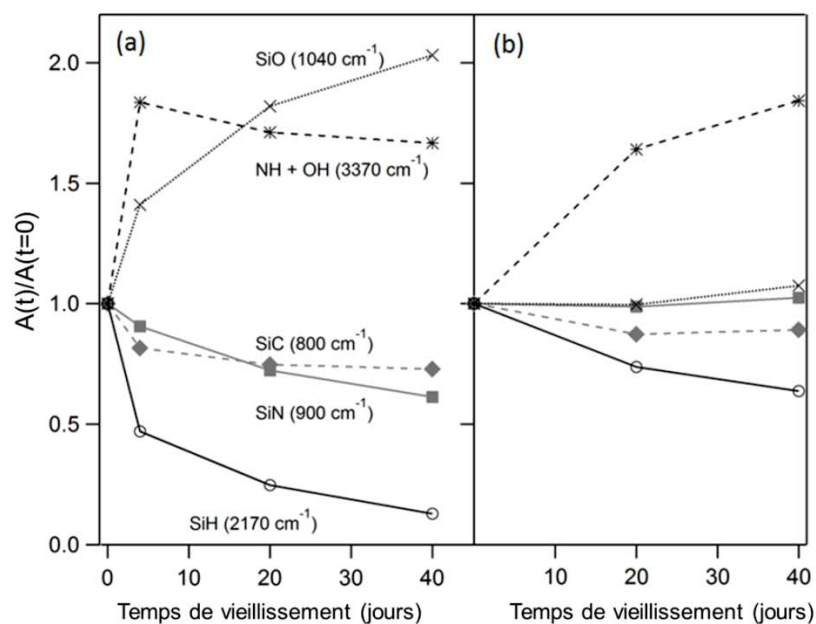 (a)
(b)
SiO (1040 cm⁻¹)
NH + OH (3370 cm⁻¹)
SiC (800 cm⁻¹)
SiN (900 cm⁻¹)
SiH (2170 cm⁻¹)
A(t)/A(t=0)
2.0
1.5
1.0
0.5
0.0
0 10 20 30 40 10 20 30 40
Temps de vieillissement (jours) Temps de vieillissement (jours)